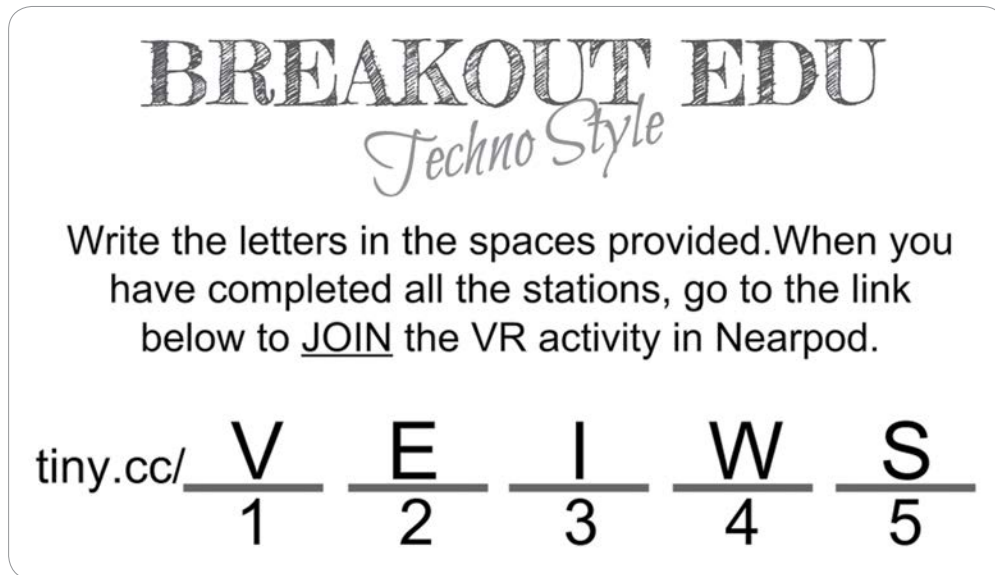 BREAKOUT EDU
Techno Style
Write the letters in the spaces provided.When you
have completed all the stations, go to the link
below to JOIN the VR activity in Nearpod.
tiny.cc/ V E I W S
1 2 3 4 5